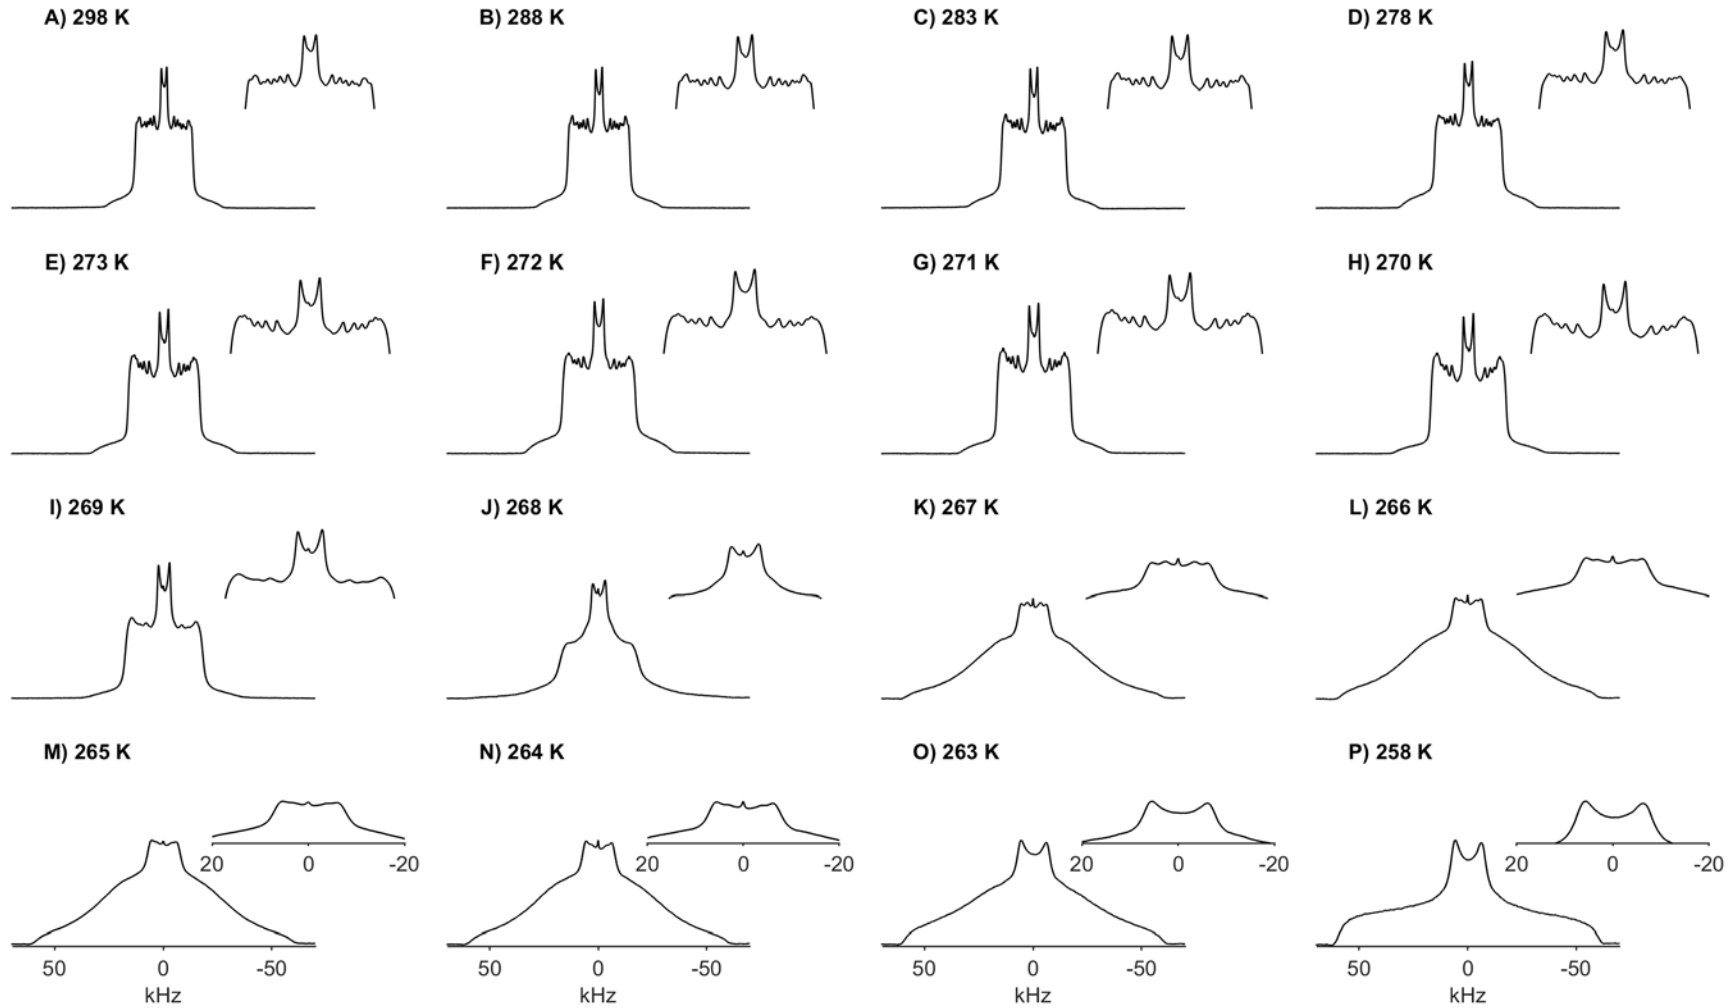 A) 298 K
B) 288 K
C) 283 K
D) 278 K
E) 273 K
F) 272 K
G) 271 K
H) 270 K
I) 269 K
J) 268 K
K) 267 K
L) 266 K
M) 265 K
N) 264 K
O) 263 K
P) 258 K
20 0 -20
20 0 -20
20 0 -20
20 0 -20
50 0 -50
50 0 -50
50 0 -50
50 0 -50
kHz
kHz
kHz
kHz